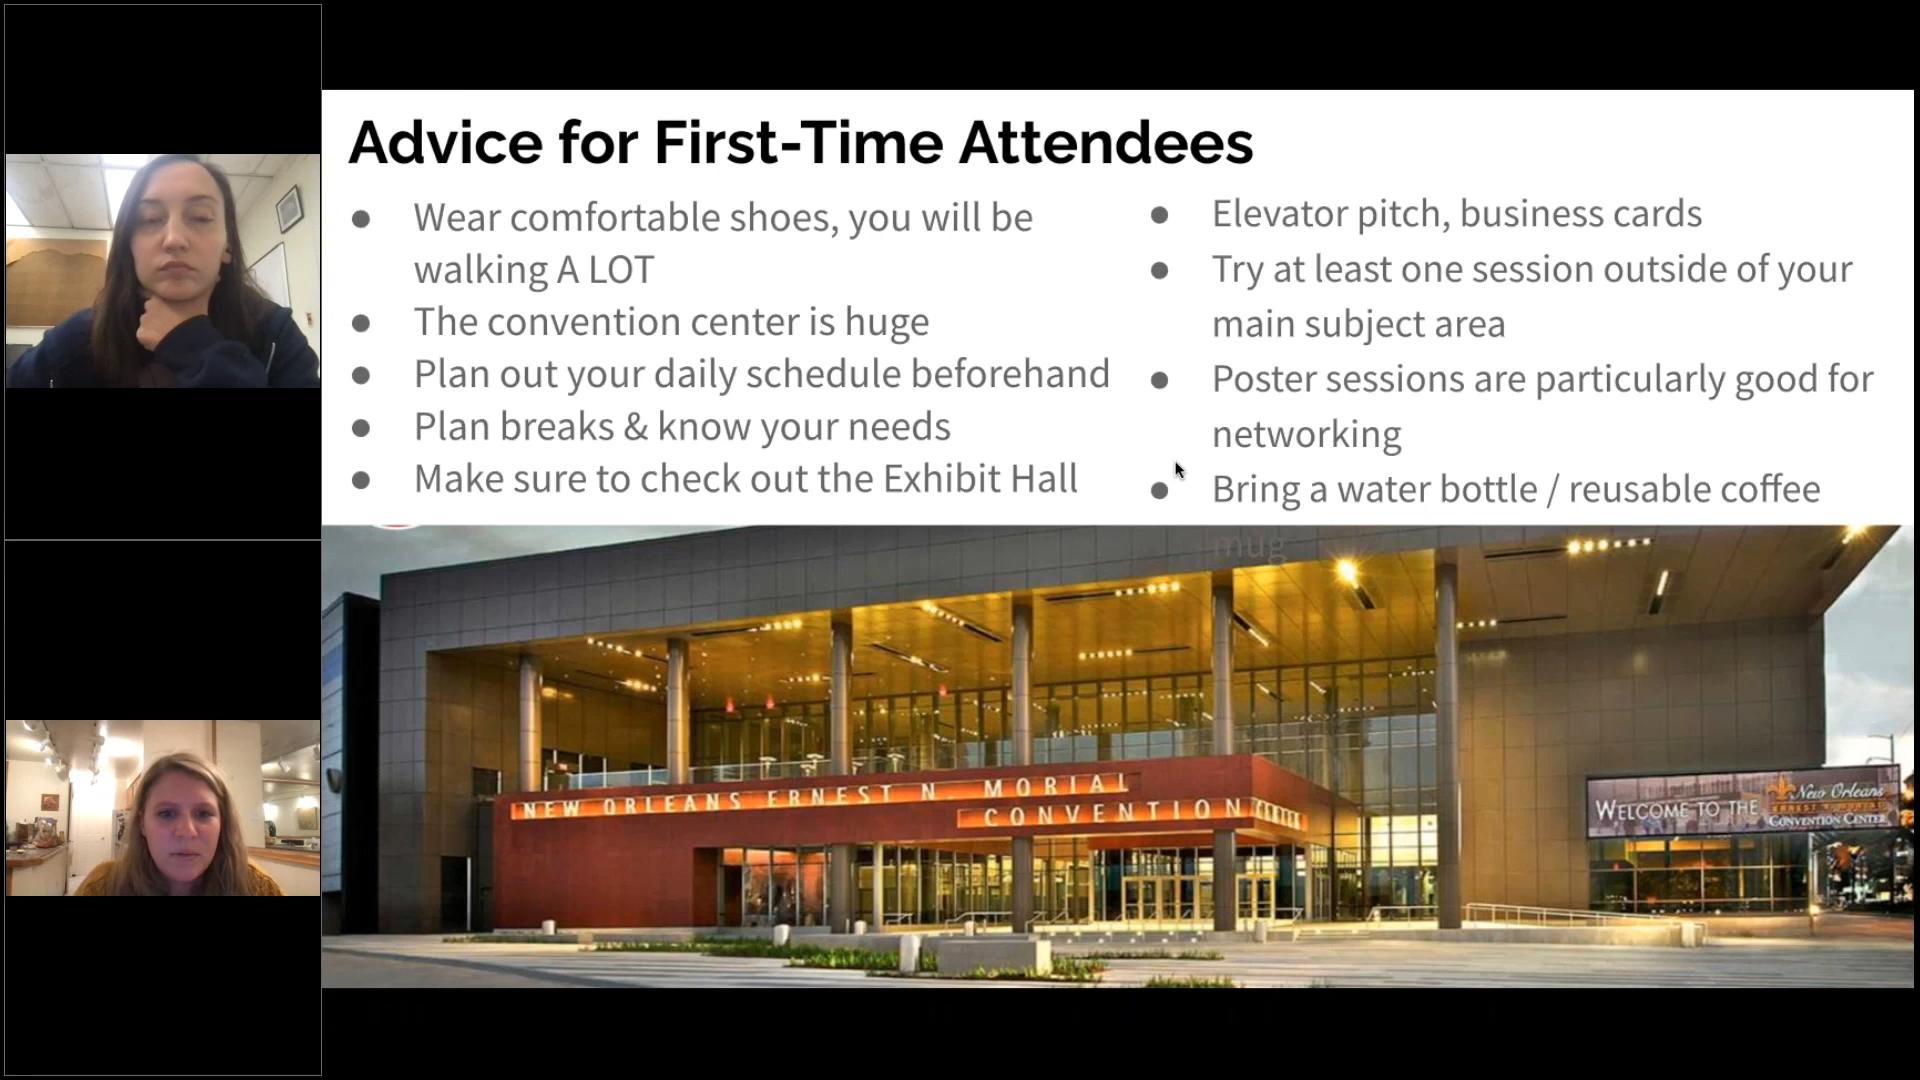 Advice for First-Time Attendees
● Wear comfortable shoes, you will be
walking A LOT
● The convention center is huge
● Plan out your daily schedule beforehand
● Plan breaks & know your needs
● Make sure to check out the Exhibit Hall
● Elevator pitch, business cards
● Try at least one session outside of your
main subject area
● Poster sessions are particularly good for
networking
● Bring a water bottle / reusable coffee
mug
NEW ORLEANS ERNEST N. MORIAL
CONVENTION CENTER
WELCOME TO THE
New Orleans
ERNEST N. MORIAL
CONVENTION CENTER